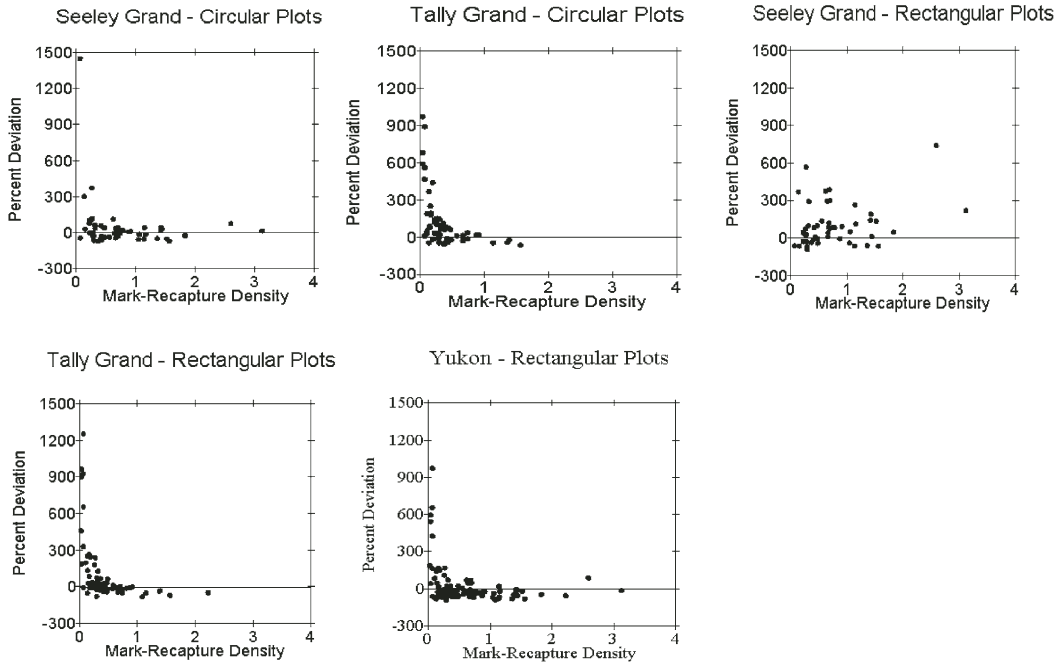 Seeley Grand - Circular Plots
Tally Grand - Circular Plots
Seeley Grand - Rectangular Plots
1500
1200
900
600
300
0
-300
Percent Deviation
0 1 2 3 4
Mark-Recapture Density
1500
1200
900
600
300
0
-300
Percent Deviation
0 1 2 3 4
Mark-Recapture Density
1500
1200
900
600
300
0
-300
Percent Deviation
0 1 2 3 4
Mark-Recapture Density
Tally Grand - Rectangular Plots
Yukon - Rectangular Plots
1500
1200
900
600
300
0
-300
Percent Deviation
0 1 2 3 4
Mark-Recapture Density
1500
1200
900
600
300
0
-300
Percent Deviation
0 1 2 3 4
Mark-Recapture Density